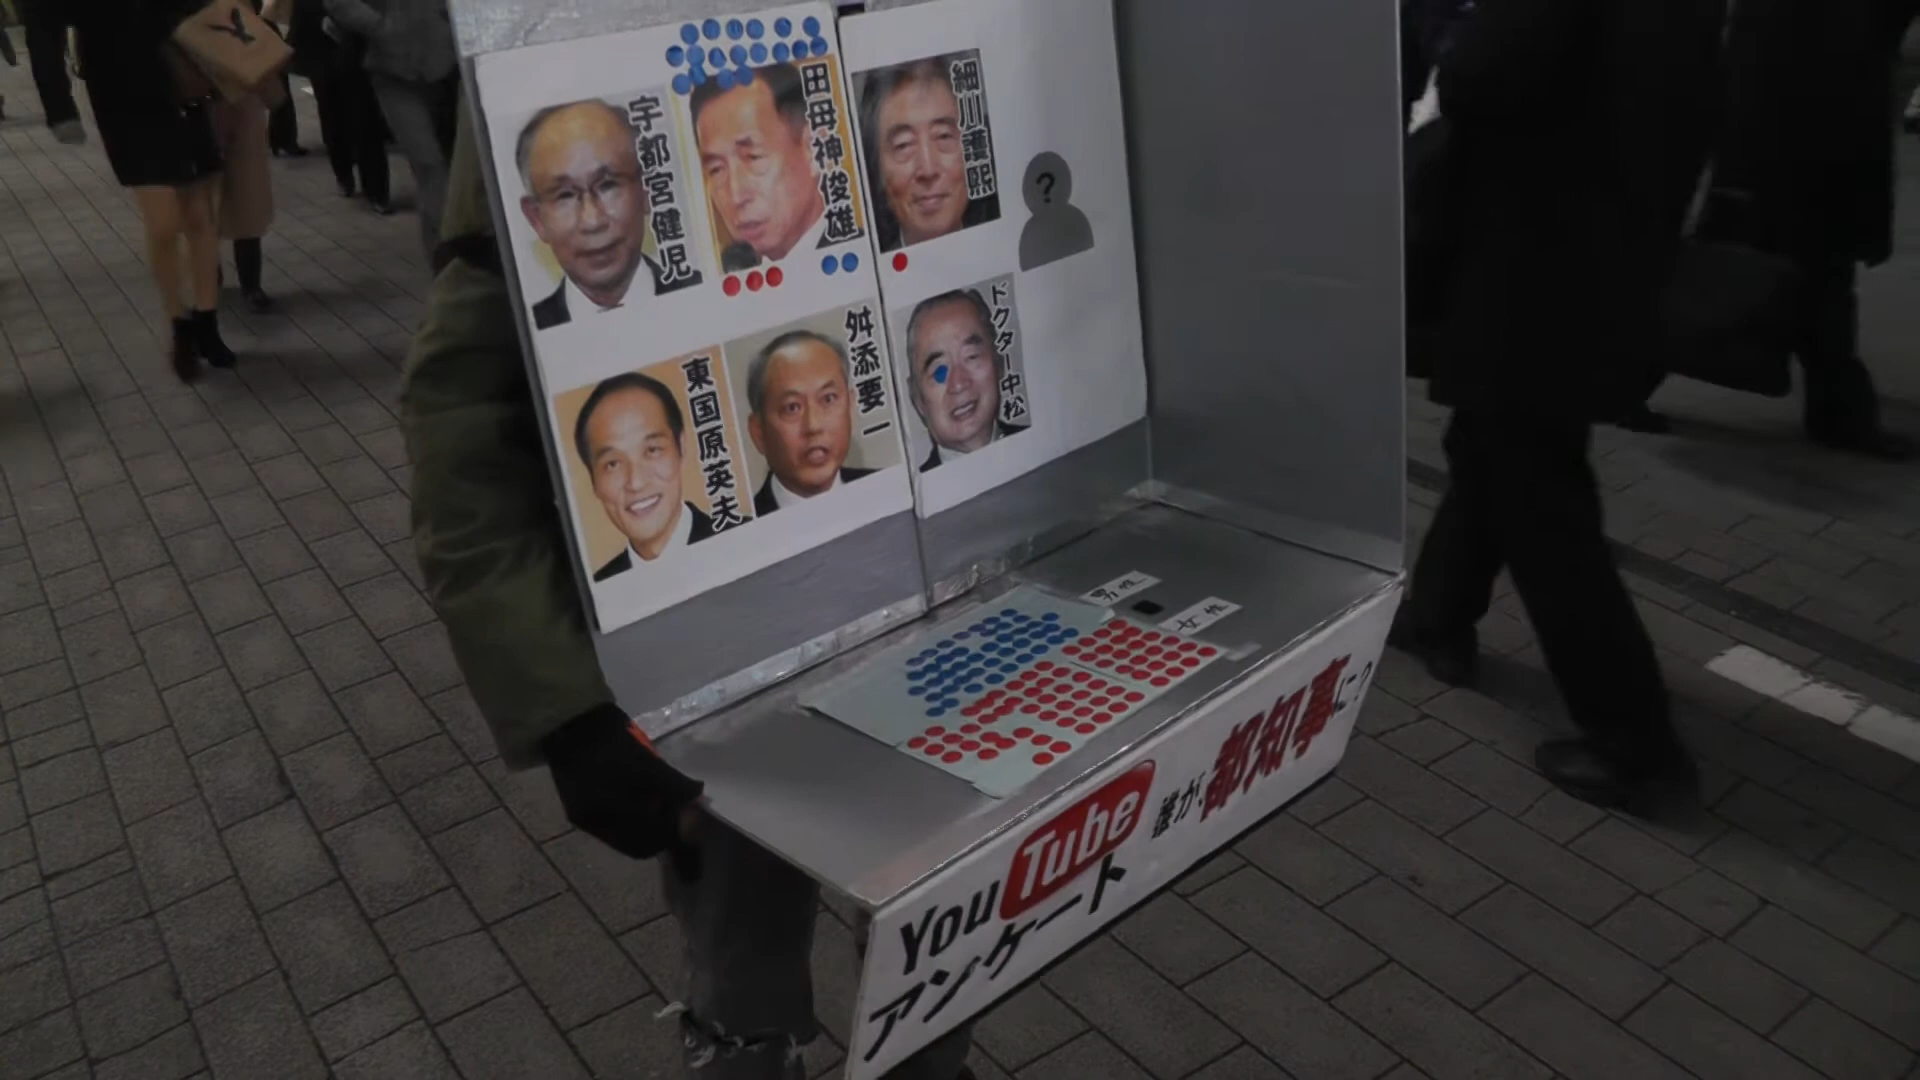 宇都宮健児
田母神俊雄
細川護熙
?
東国原英夫
舛添要一
ドクター中松
男性
女性
YouTube 誰が都知事に?
アンケート